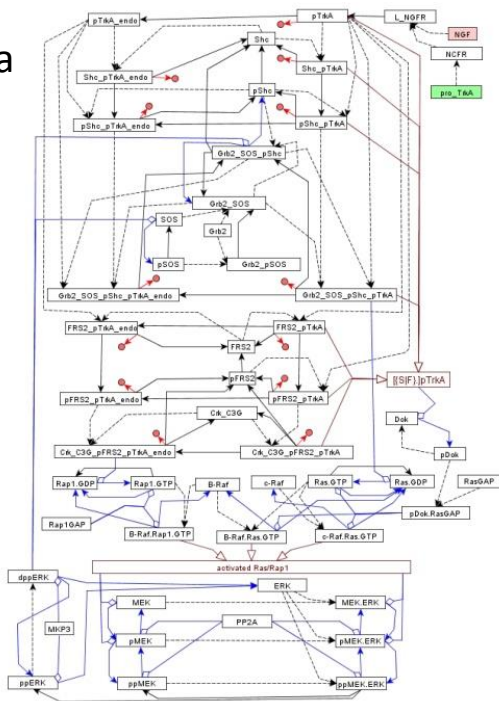 a
pTrkA_endo
pTrkA
L_NGFR
NGF
Shc
NCFR
Shc_pTrkA_endo
Shc_pTrkA
pro_TrkA
pShc
pShc_pTrkA_endo
pShc_pTrkA
Grb2_SOS_pShc
Grb2_SOS
SOS
Grb2
pSOS
Grb2_pSOS
Grb2_SOS_pShc_pTrkA_endo
Grb2_SOS_pShc_pTrkA
FRS2_pTrkA_endo
FRS2_pTrkA
FRS2
pFRS2
[(S|F].)pTrkA
pFRS2_pTrkA_endo
pFRS2_pTrkA
Crk_C3G
Dok
Crk_C3G_pFRS2_pTrkA_endo
Crk_C3G_pFRS2_pTrkA
pDok
Rap1.GDP
Rap1.GTP
B-Raf
c-Raf
Ras.GTP
Ras.GDP
RasGAP
Rap1GAP
pDok.RasGAP
B-Raf.Rap1.GTP
B-Raf.Ras.GTP
c-Raf.Ras.GTP
activated Ras/Rap1
dppERK
ERK
MEK
MEK.ERK
MKP3
PP2A
pMEK
pMEK.ERK
ppERK
ppMEK
ppMEK.ERK